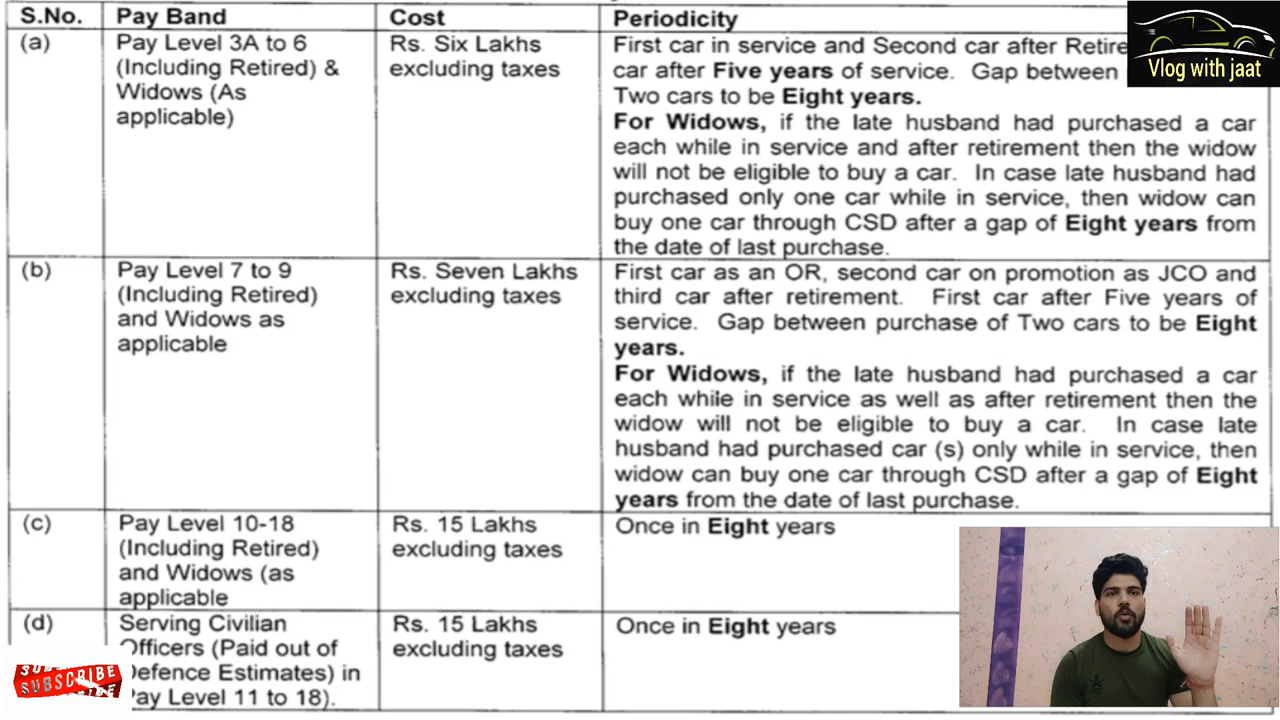 S.No. Pay Band Cost Periodicity
(a) Pay Level 3A to 6 (Including Retired) & Widows (As applicable)
Rs. Six Lakhs excluding taxes
First car in service and Second car after
car after Five years of service. Gap between
Two cars to be Eight years.
For Widows, if the late husband had purchased a car
each while in service and after retirement then the widow
will not be eligible to buy a car. In case late husband had
purchased only one car while in service, then widow can
buy one car through CSD after a gap of Eight years from
the date of last purchase.
(b) Pay Level 7 to 9 (Including Retired) and Widows as applicable
Rs. Seven Lakhs excluding taxes
First car as an OR, second car on promotion as JCO and
third car after retirement. First car after Five years of
service. Gap between purchase of Two cars to be Eight
years.
For Widows, if the late husband had purchased a car
each while in service as well as after retirement then the
widow will not be eligible to buy a car. In case late
husband had purchased car (s) only while in service, then
widow can buy one car through CSD after a gap of Eight
years from the date of last purchase.
(c) Pay Level 10-18 (Including Retired) and Widows (as applicable
Rs. 15 Lakhs excluding taxes
Once in Eight years
(d) Serving Civilian Officers (Paid out of Defence Estimates) in Pay Level 11 to 18).
Rs. 15 Lakhs excluding taxes
Once in Eight years
Vlog with jaat
SUBSCRIBE